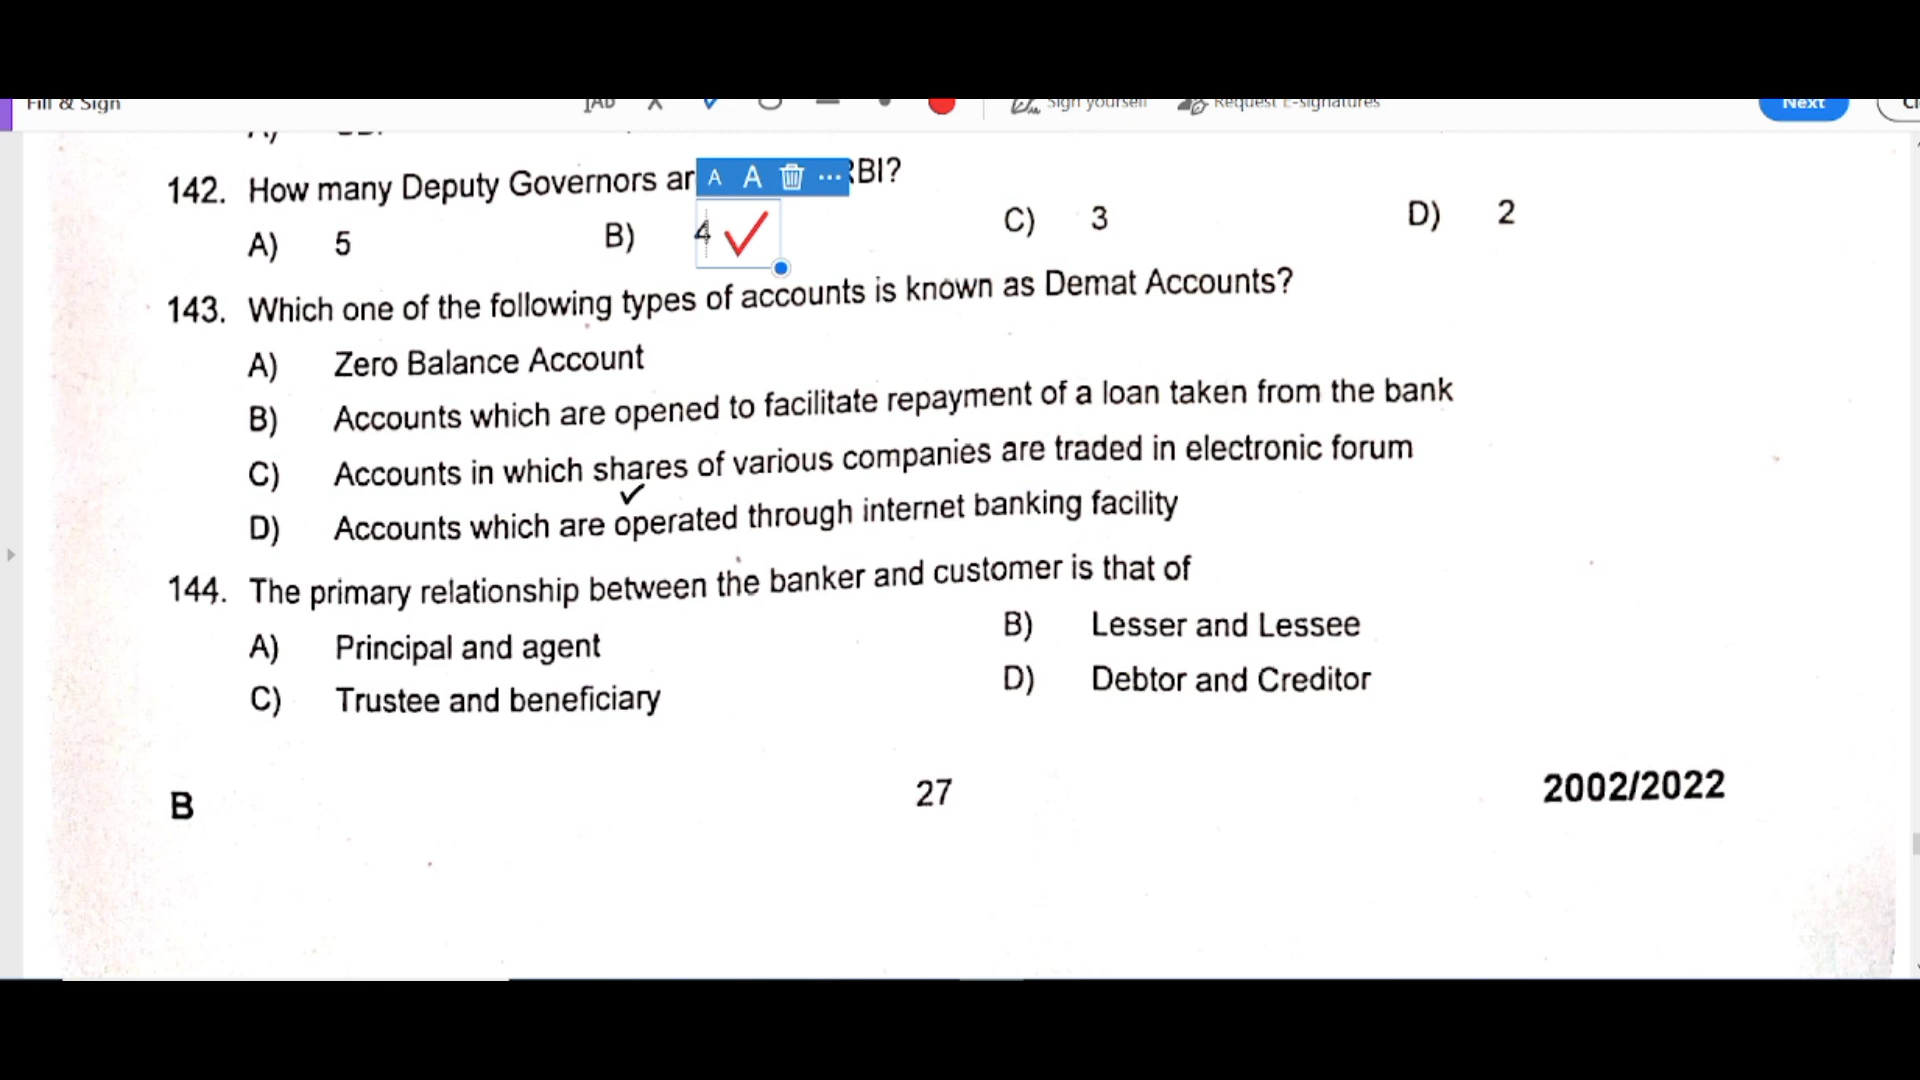 Fill & Sign Sign yourself Request E-signatures Next
142. How many Deputy Governors ar RBI?
A) 5 B) 4 C) 3 D) 2
143. Which one of the following types of accounts is known as Demat Accounts?
A) Zero Balance Account
B) Accounts which are opened to facilitate repayment of a loan taken from the bank
C) Accounts in which shares of various companies are traded in electronic forum
D) Accounts which are operated through internet banking facility
144. The primary relationship between the banker and customer is that of
A) Principal and agent B) Lesser and Lessee
C) Trustee and beneficiary D) Debtor and Creditor
B 27 2002/2022